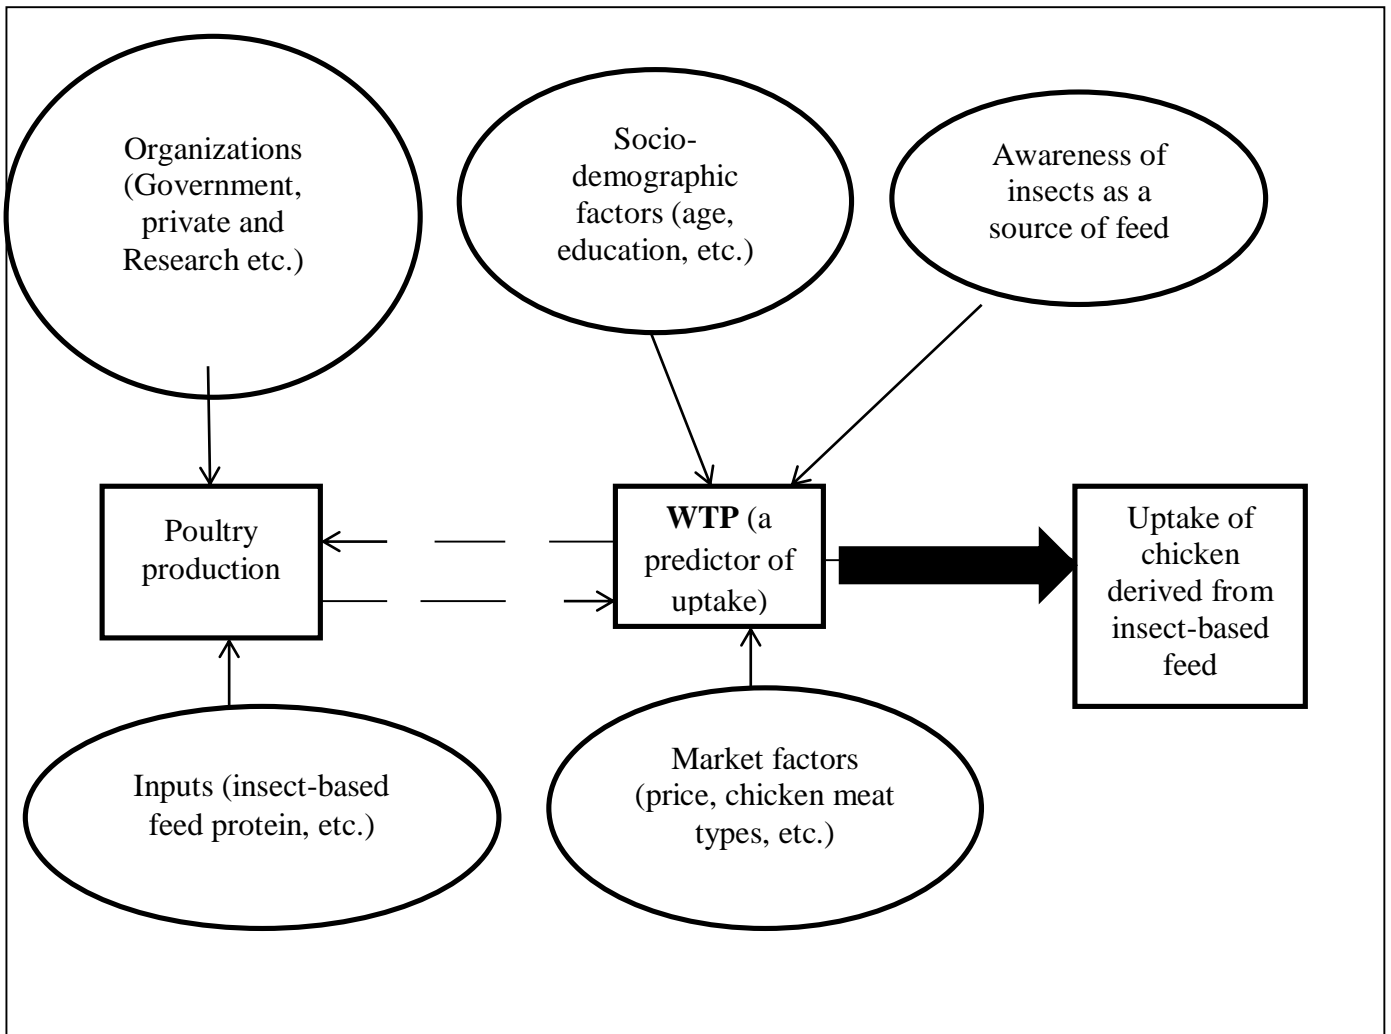 Organizations
(Government,
private and
Research etc.)
Socio-
demographic
factors (age,
education, etc.)
Awareness of
insects as a
source of feed
Poultry
production
WTP (a
predictor of
uptake)
Uptake of
chicken
derived from
insect-based
feed
Inputs (insect-based
feed protein, etc.)
Market factors
(price, chicken meat
types, etc.)